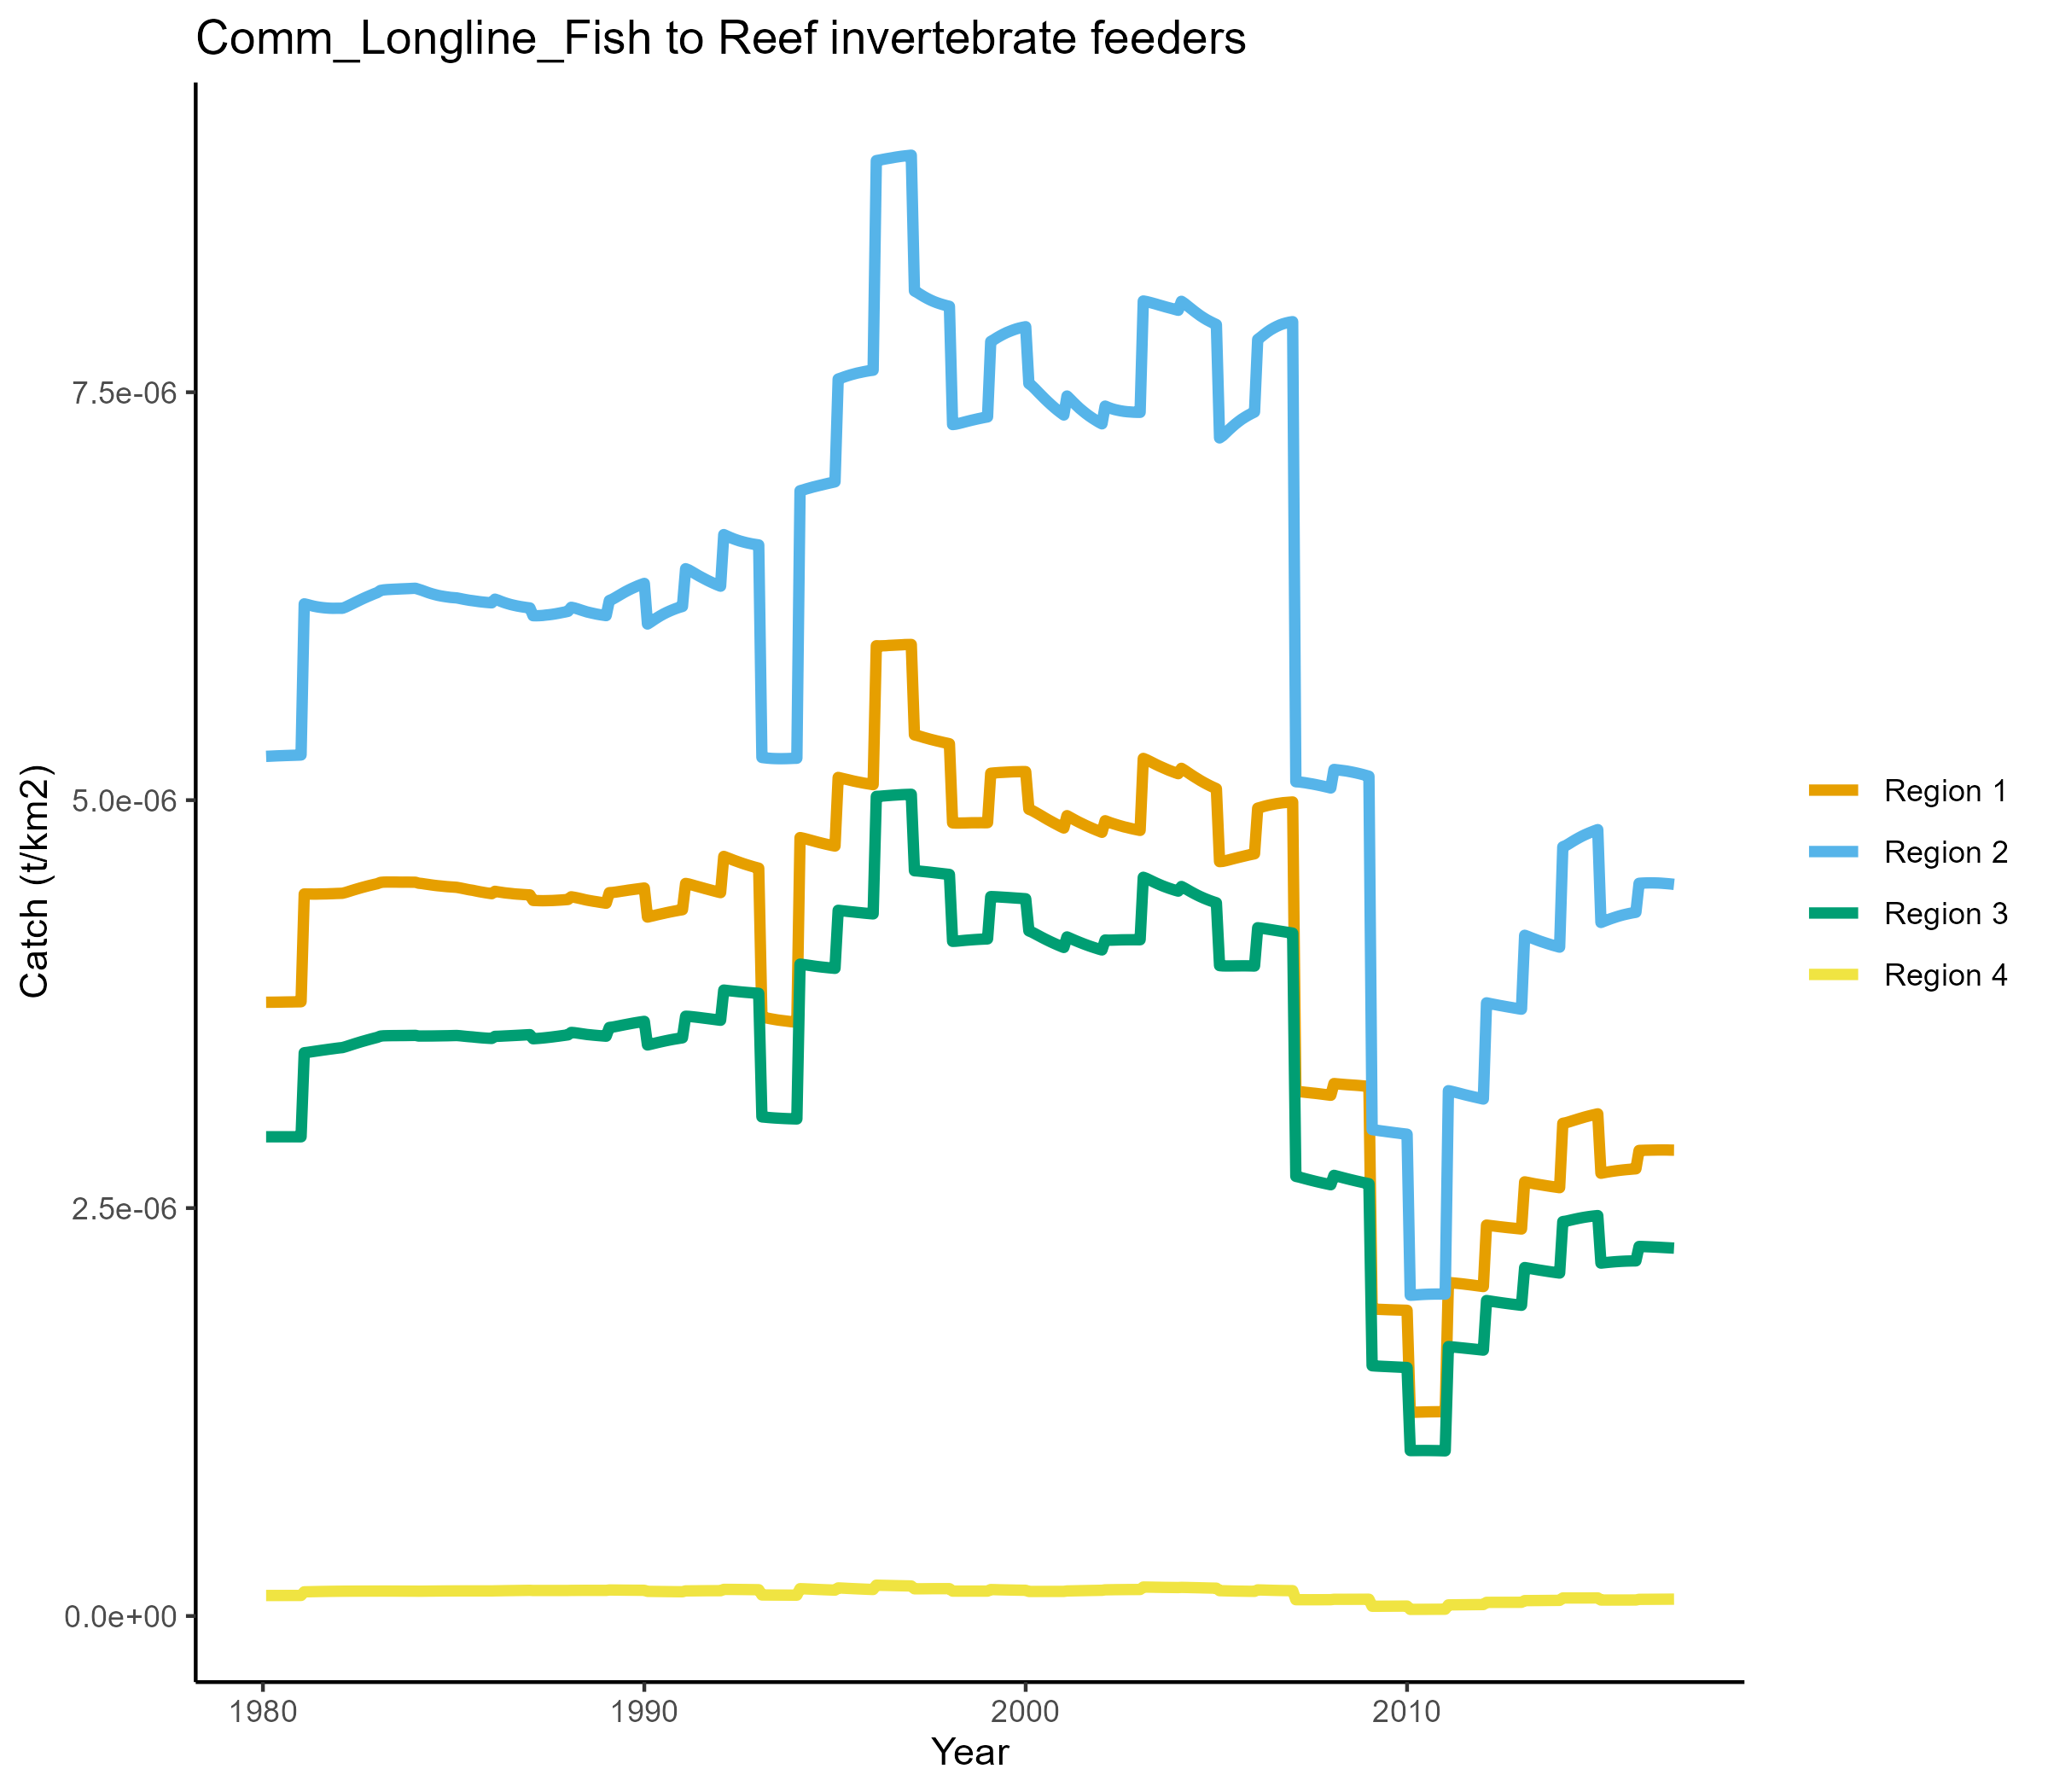 Comm_Longline_Fish to Reef invertebrate feeders
Catch (t/km2)
7.5e-06
5.0e-06
2.5e-06
0.0e+00
1980
1990
2000
2010
Year
Region 1
Region 2
Region 3
Region 4